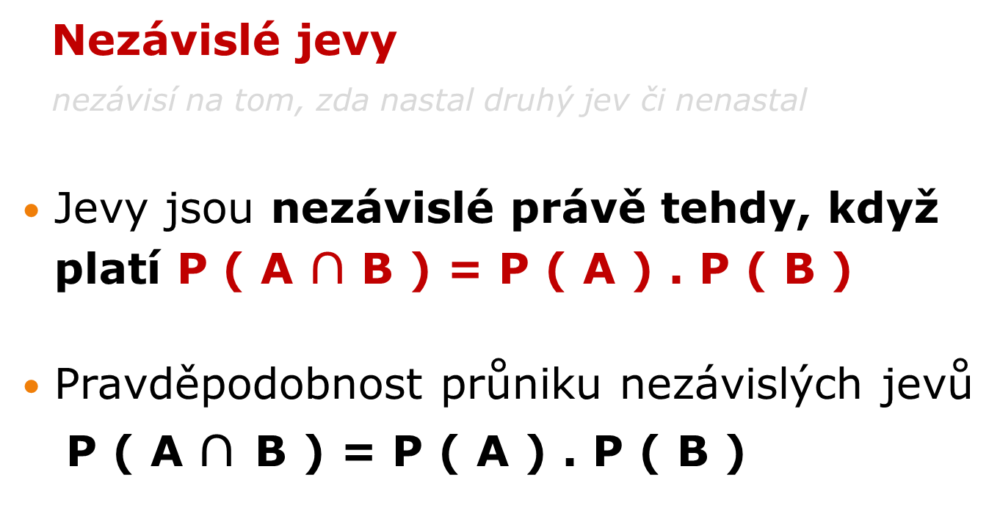 Nezávislé jevy
nezávisí na tom, zda nastal druhý jev či nenastal
• Jevy jsou nezávislé právě tehdy, když
platí P ( A ∩ B ) = P ( A ) . P ( B )
• Pravděpodobnost průniku nezávislých jevů
P ( A ∩ B ) = P ( A ) . P ( B )